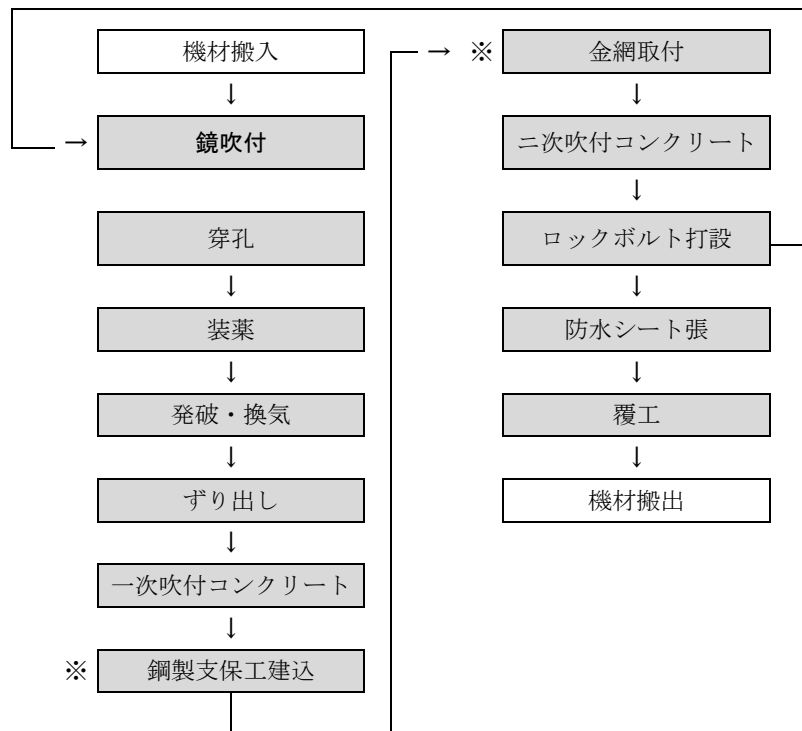 機材搬入
↓
→ 鏡吹付
穿孔
↓
装薬
↓
発破・換気
↓
ずり出し
↓
一次吹付コンクリート
↓
※ 鋼製支保工建込
→ ※ 金網取付
↓
二次吹付コンクリート
↓
ロックボルト打設
↓
防水シート張
↓
覆工
↓
機材搬出